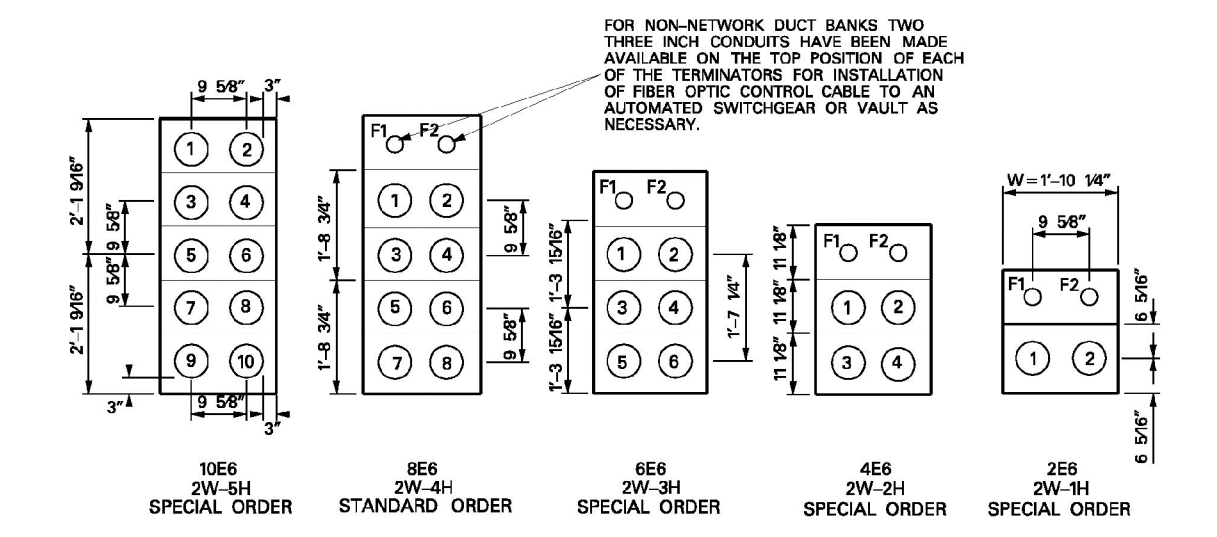 FOR NON-NETWORK DUCT BANKS TWO
THREE INCH CONDUITS HAVE BEEN MADE
AVAILABLE ON THE TOP POSITION OF EACH
OF THE TERMINATORS FOR INSTALLATION
OF FIBER OPTIC CONTROL CABLE TO AN
AUTOMATED SWITCHGEAR OR VAULT AS
NECESSARY.
9 5/8" 3"
2'-1 9/16"
9 5/8"
9 5/8"
2'-1 9/16"
1 2
3 4
5 6
7 8
9 10
3"
9 5/8"
3"
10E6
2W-5H
SPECIAL ORDER
F1 F2
1'-8 3/4"
1'-8 3/4"
1 2
3 4
5 6
7 8
9 5/8"
9 5/8"
8E6
2W-4H
STANDARD ORDER
F1 F2
1'-3 15/16"
1'-3 15/16"
1 2
3 4
5 6
1'-7 1/4"
6E6
2W-3H
SPECIAL ORDER
F1 F2
11 1/8"
11 1/8"
11 1/8"
1 2
3 4
4E6
2W-2H
SPECIAL ORDER
W=1'-10 1/4"
9 5/8"
F1 F2
1 2
6 5/16"
6 5/16"
2E6
2W-1H
SPECIAL ORDER